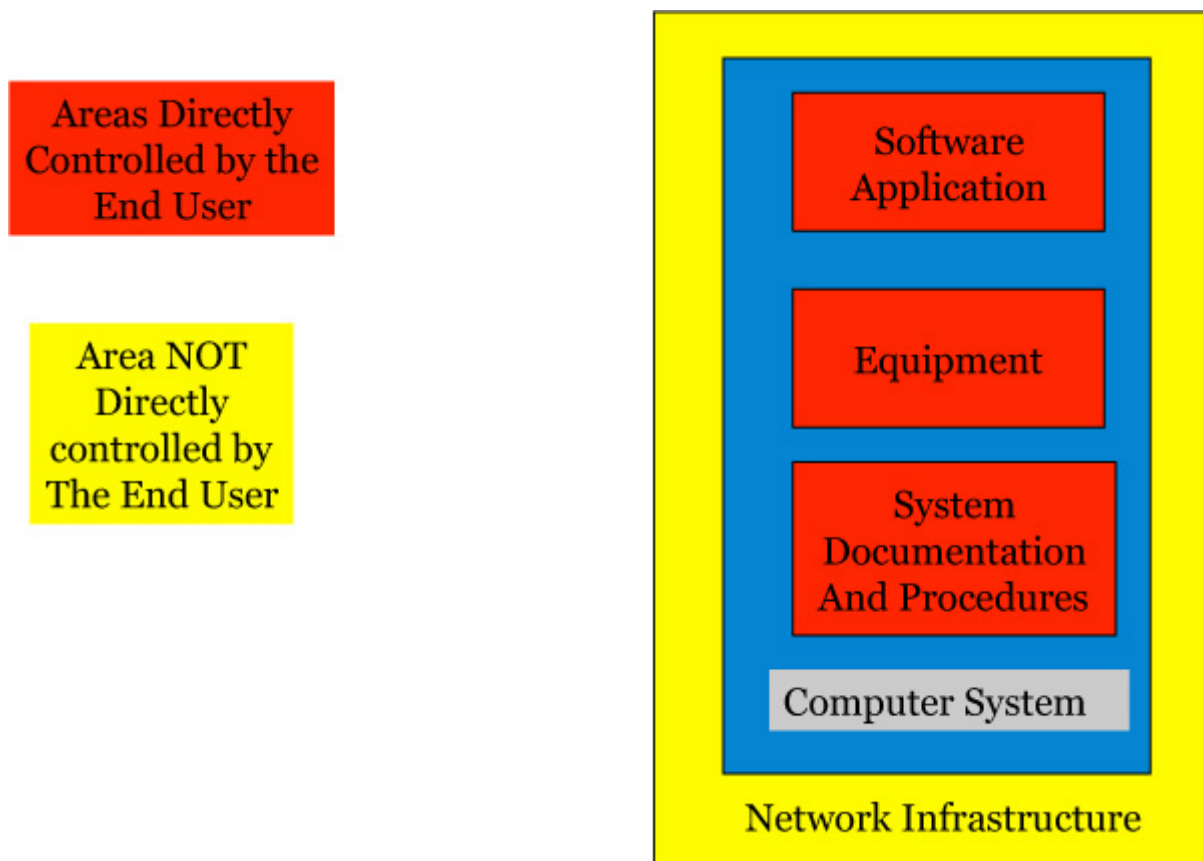 Areas Directly
Controlled by the
End User
Area NOT
Directly
controlled by
The End User
Software
Application
Equipment
System
Documentation
And Procedures
Computer System
Network Infrastructure